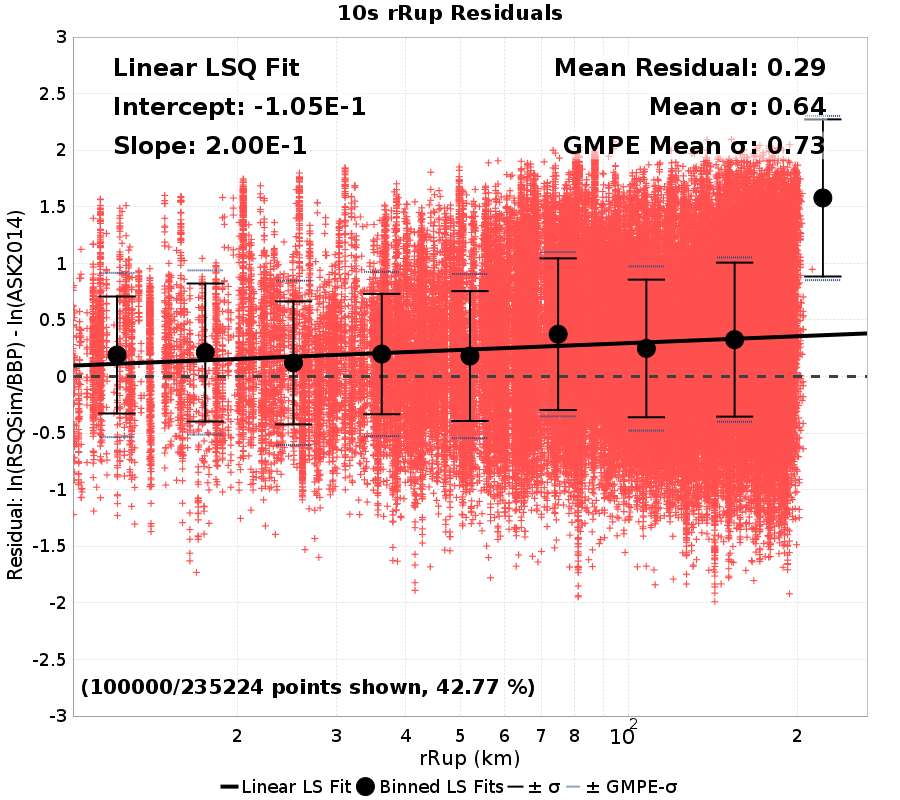 10s rRup Residuals
Linear LSQ Fit
Intercept: -1.05E-1
Slope: 2.00E-1
Mean Residual: 0.29
Mean σ: 0.64
GMPE Mean σ: 0.73
Residual: ln(RSQSim/BBP) - ln(ASK2014)
3
2.5
2
1.5
1
0.5
0
-0.5
-1
-1.5
-2
-2.5
-3
(100000/235224 points shown, 42.77 %)
2 3 4 5 6 7 8 10² 2
rRup (km)
Linear LS Fit Binned LS Fits ± σ ± GMPE-σ